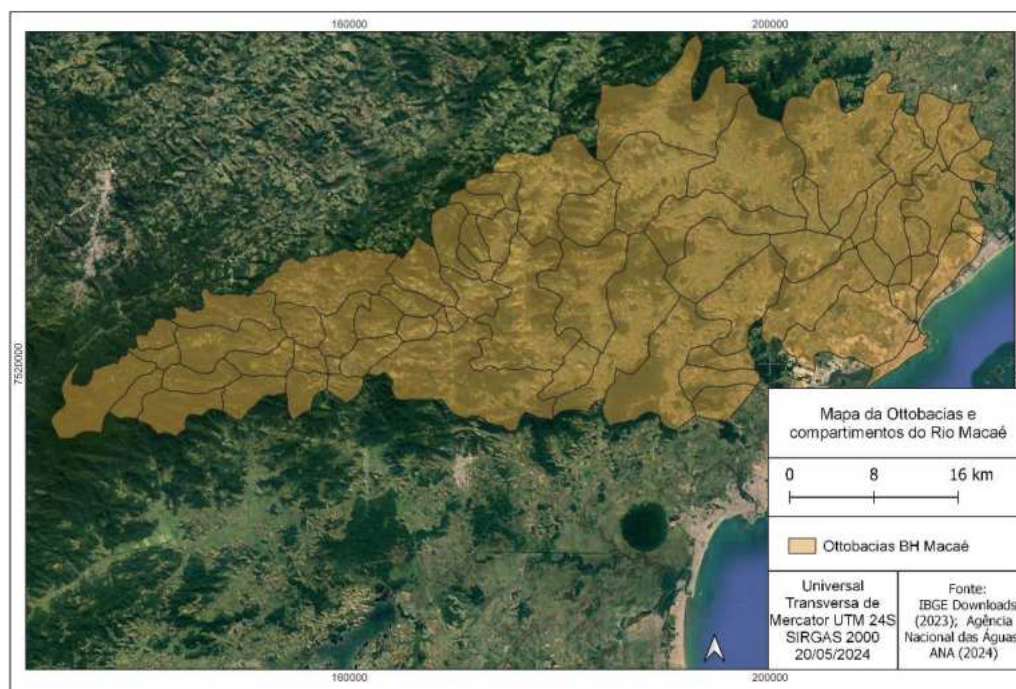 160000
200000
7520000
Mapa da Ottobacias e
compartimentos do Rio Macaé
0 8 16 km
Ottobacias BH Macaé
Universal
Transversa de
Mercator UTM 24S
SIRGAS 2000
20/05/2024
Fonte:
IBGE Downloads
(2023); Agência
Nacional das Águas
ANA (2024)
160000
200000